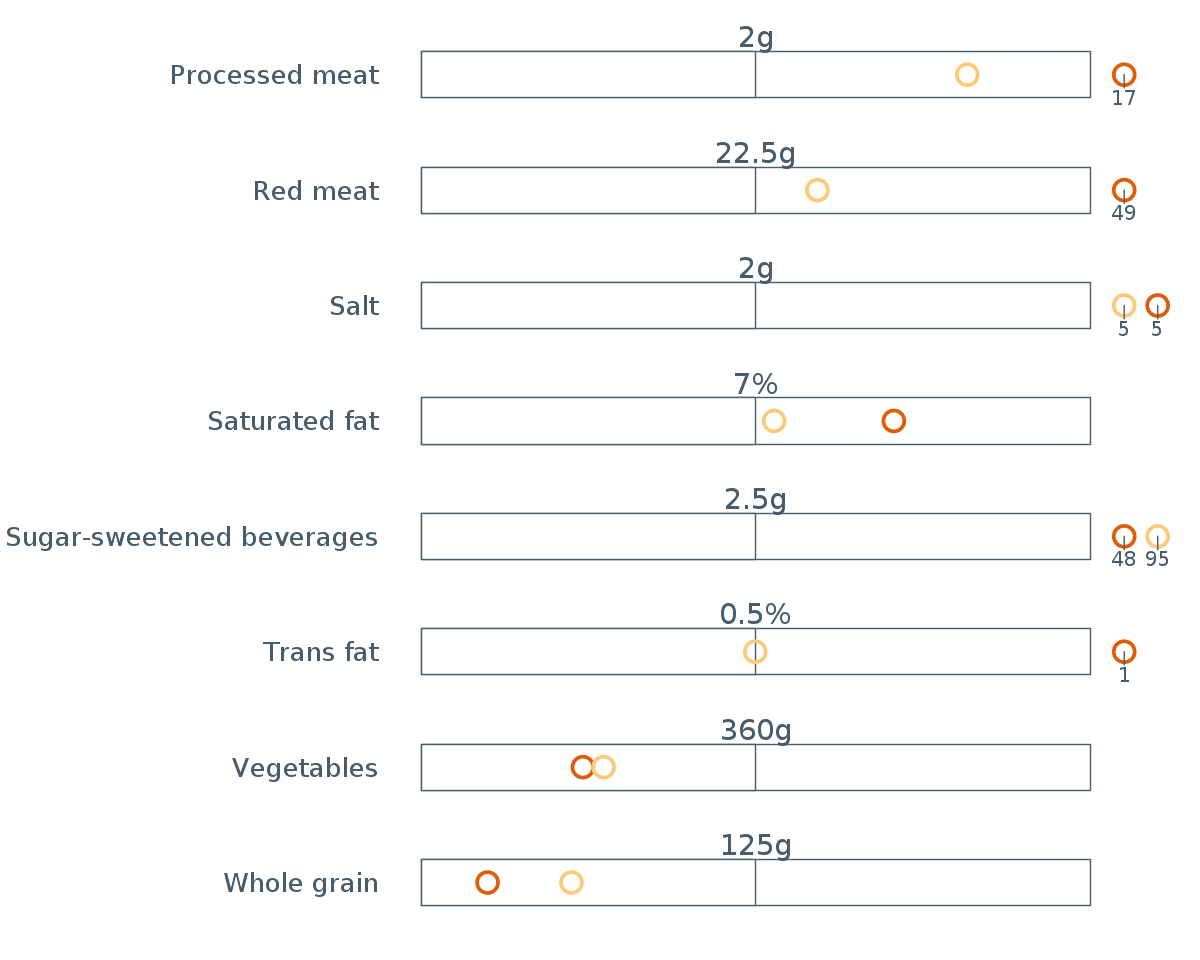 2g
Processed meat
17
22.5g
Red meat
49
2g
Salt
5 5
7%
Saturated fat
2.5g
Sugar-sweetened beverages
48 95
0.5%
Trans fat
1
360g
Vegetables
125g
Whole grain